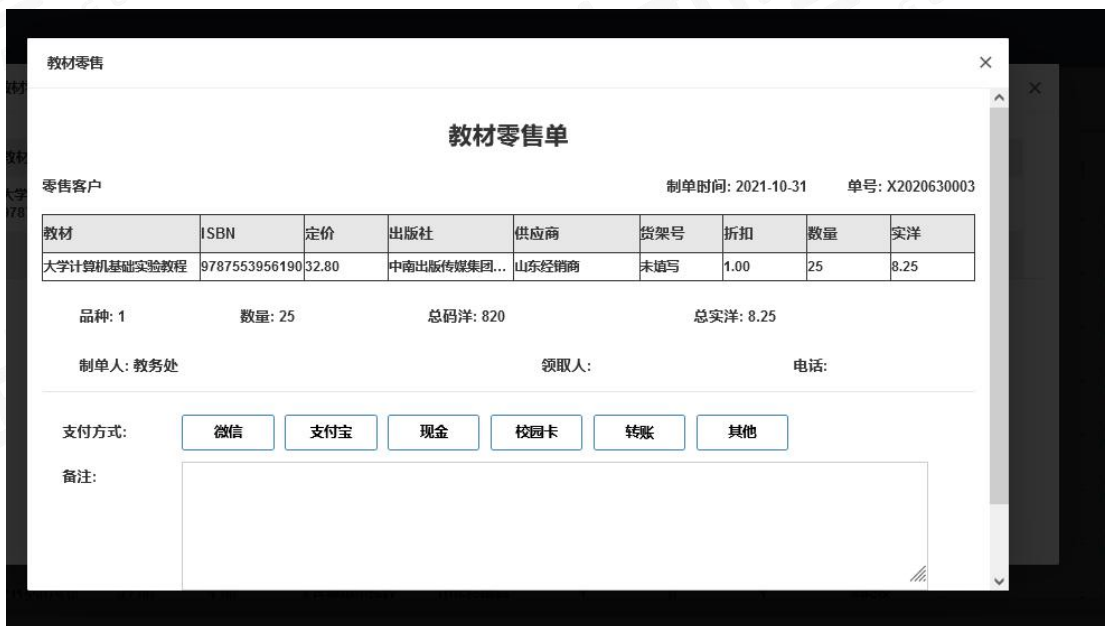 教材零售
教材零售单
零售客户 制单时间: 2021-10-31 单号: X2020630003
教材 ISBN 定价 出版社 供应商 货架号 折扣 数量 实洋
大学计算机基础实验教程 9787553956190 32.80 中南出版传媒集团... 山东经销商 未填写 1.00 25 8.25
品种: 1 数量: 25 总码洋: 820 总实洋: 8.25
制单人: 教务处 领取人: 电话:
支付方式: 微信 支付宝 现金 校园卡 转账 其他
备注: